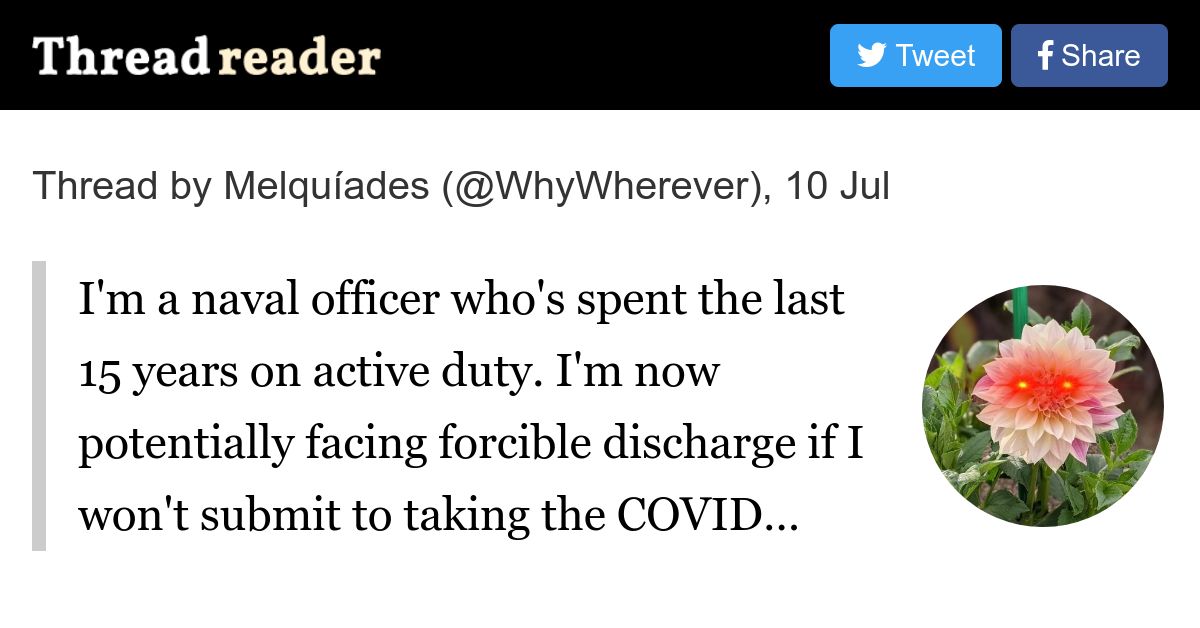 Thread reader
Tweet
Share
Thread by Melquíades (@WhyWherever), 10 Jul
I'm a naval officer who's spent the last
15 years on active duty. I'm now
potentially facing forcible discharge if I
won't submit to taking the COVID...